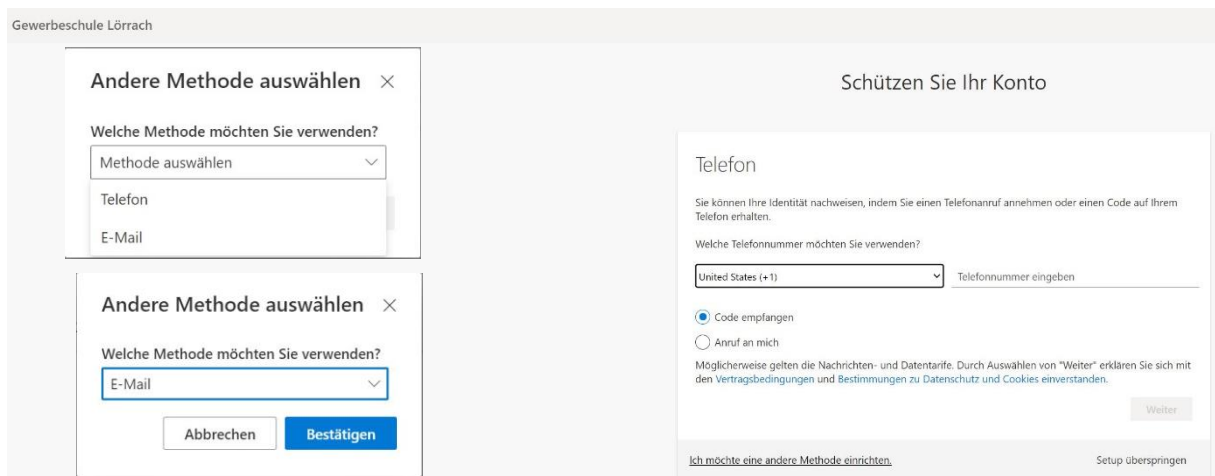 Gewerbeschule Lörrach
Andere Methode auswählen
Welche Methode möchten Sie verwenden?
Methode auswählen
Telefon
E-Mail
Andere Methode auswählen
Welche Methode möchten Sie verwenden?
E-Mail
Abbrechen Bestätigen
Schützen Sie Ihr Konto
Telefon
Sie können Ihre Identität nachweisen, indem Sie einen Telefonanruf annehmen oder einen Code auf Ihrem
Telefon erhalten.
Welche Telefonnummer möchten Sie verwenden?
United States (+1) Telefonnummer eingeben
Code empfangen
Anruf an mich
Möglicherweise gelten die Nachrichten- und Datentarife. Durch Auswählen von "Weiter" erklären Sie sich mit
den Vertragsbedingungen und Bestimmungen zu Datenschutz und Cookies einverstanden.
Weiter
Ich möchte eine andere Methode einrichten. Setup überspringen